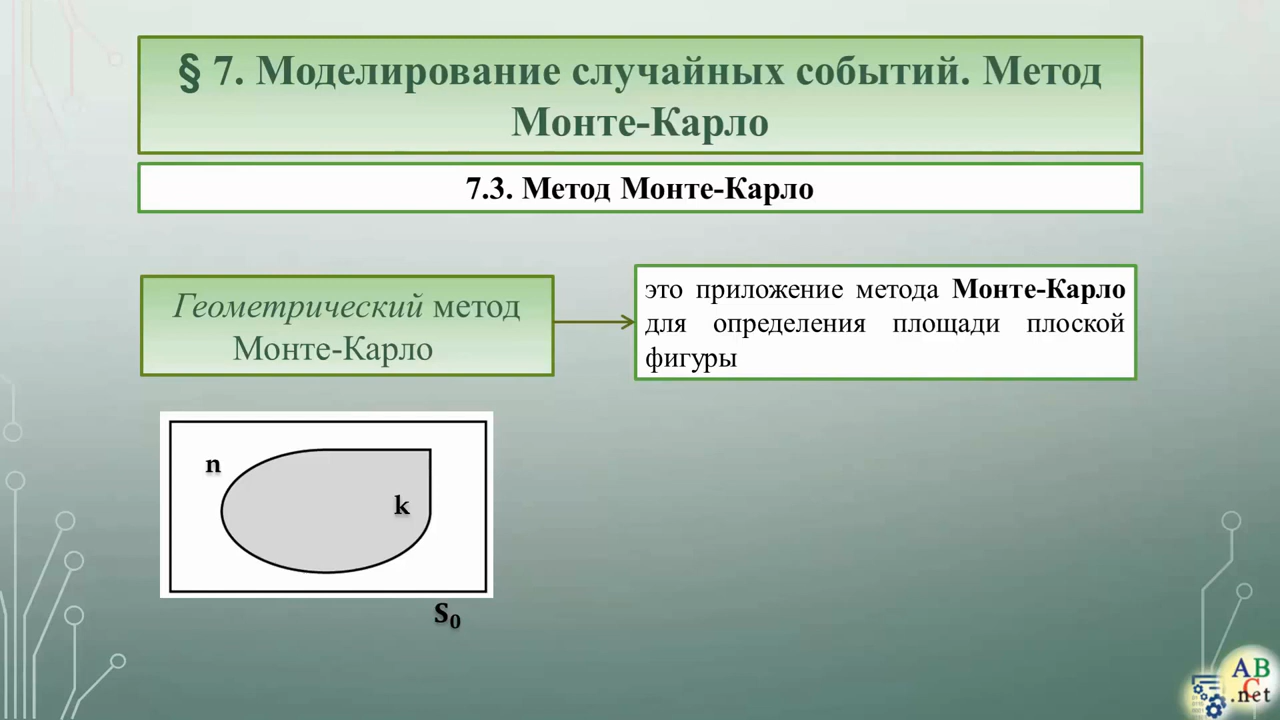 § 7. Моделирование случайных событий. Метод
Монте-Карло
7.3. Метод Монте-Карло
Геометрический метод
Монте-Карло
это приложение метода Монте-Карло
для определения площади плоской
фигуры
n
k
S₀
ABC
.net